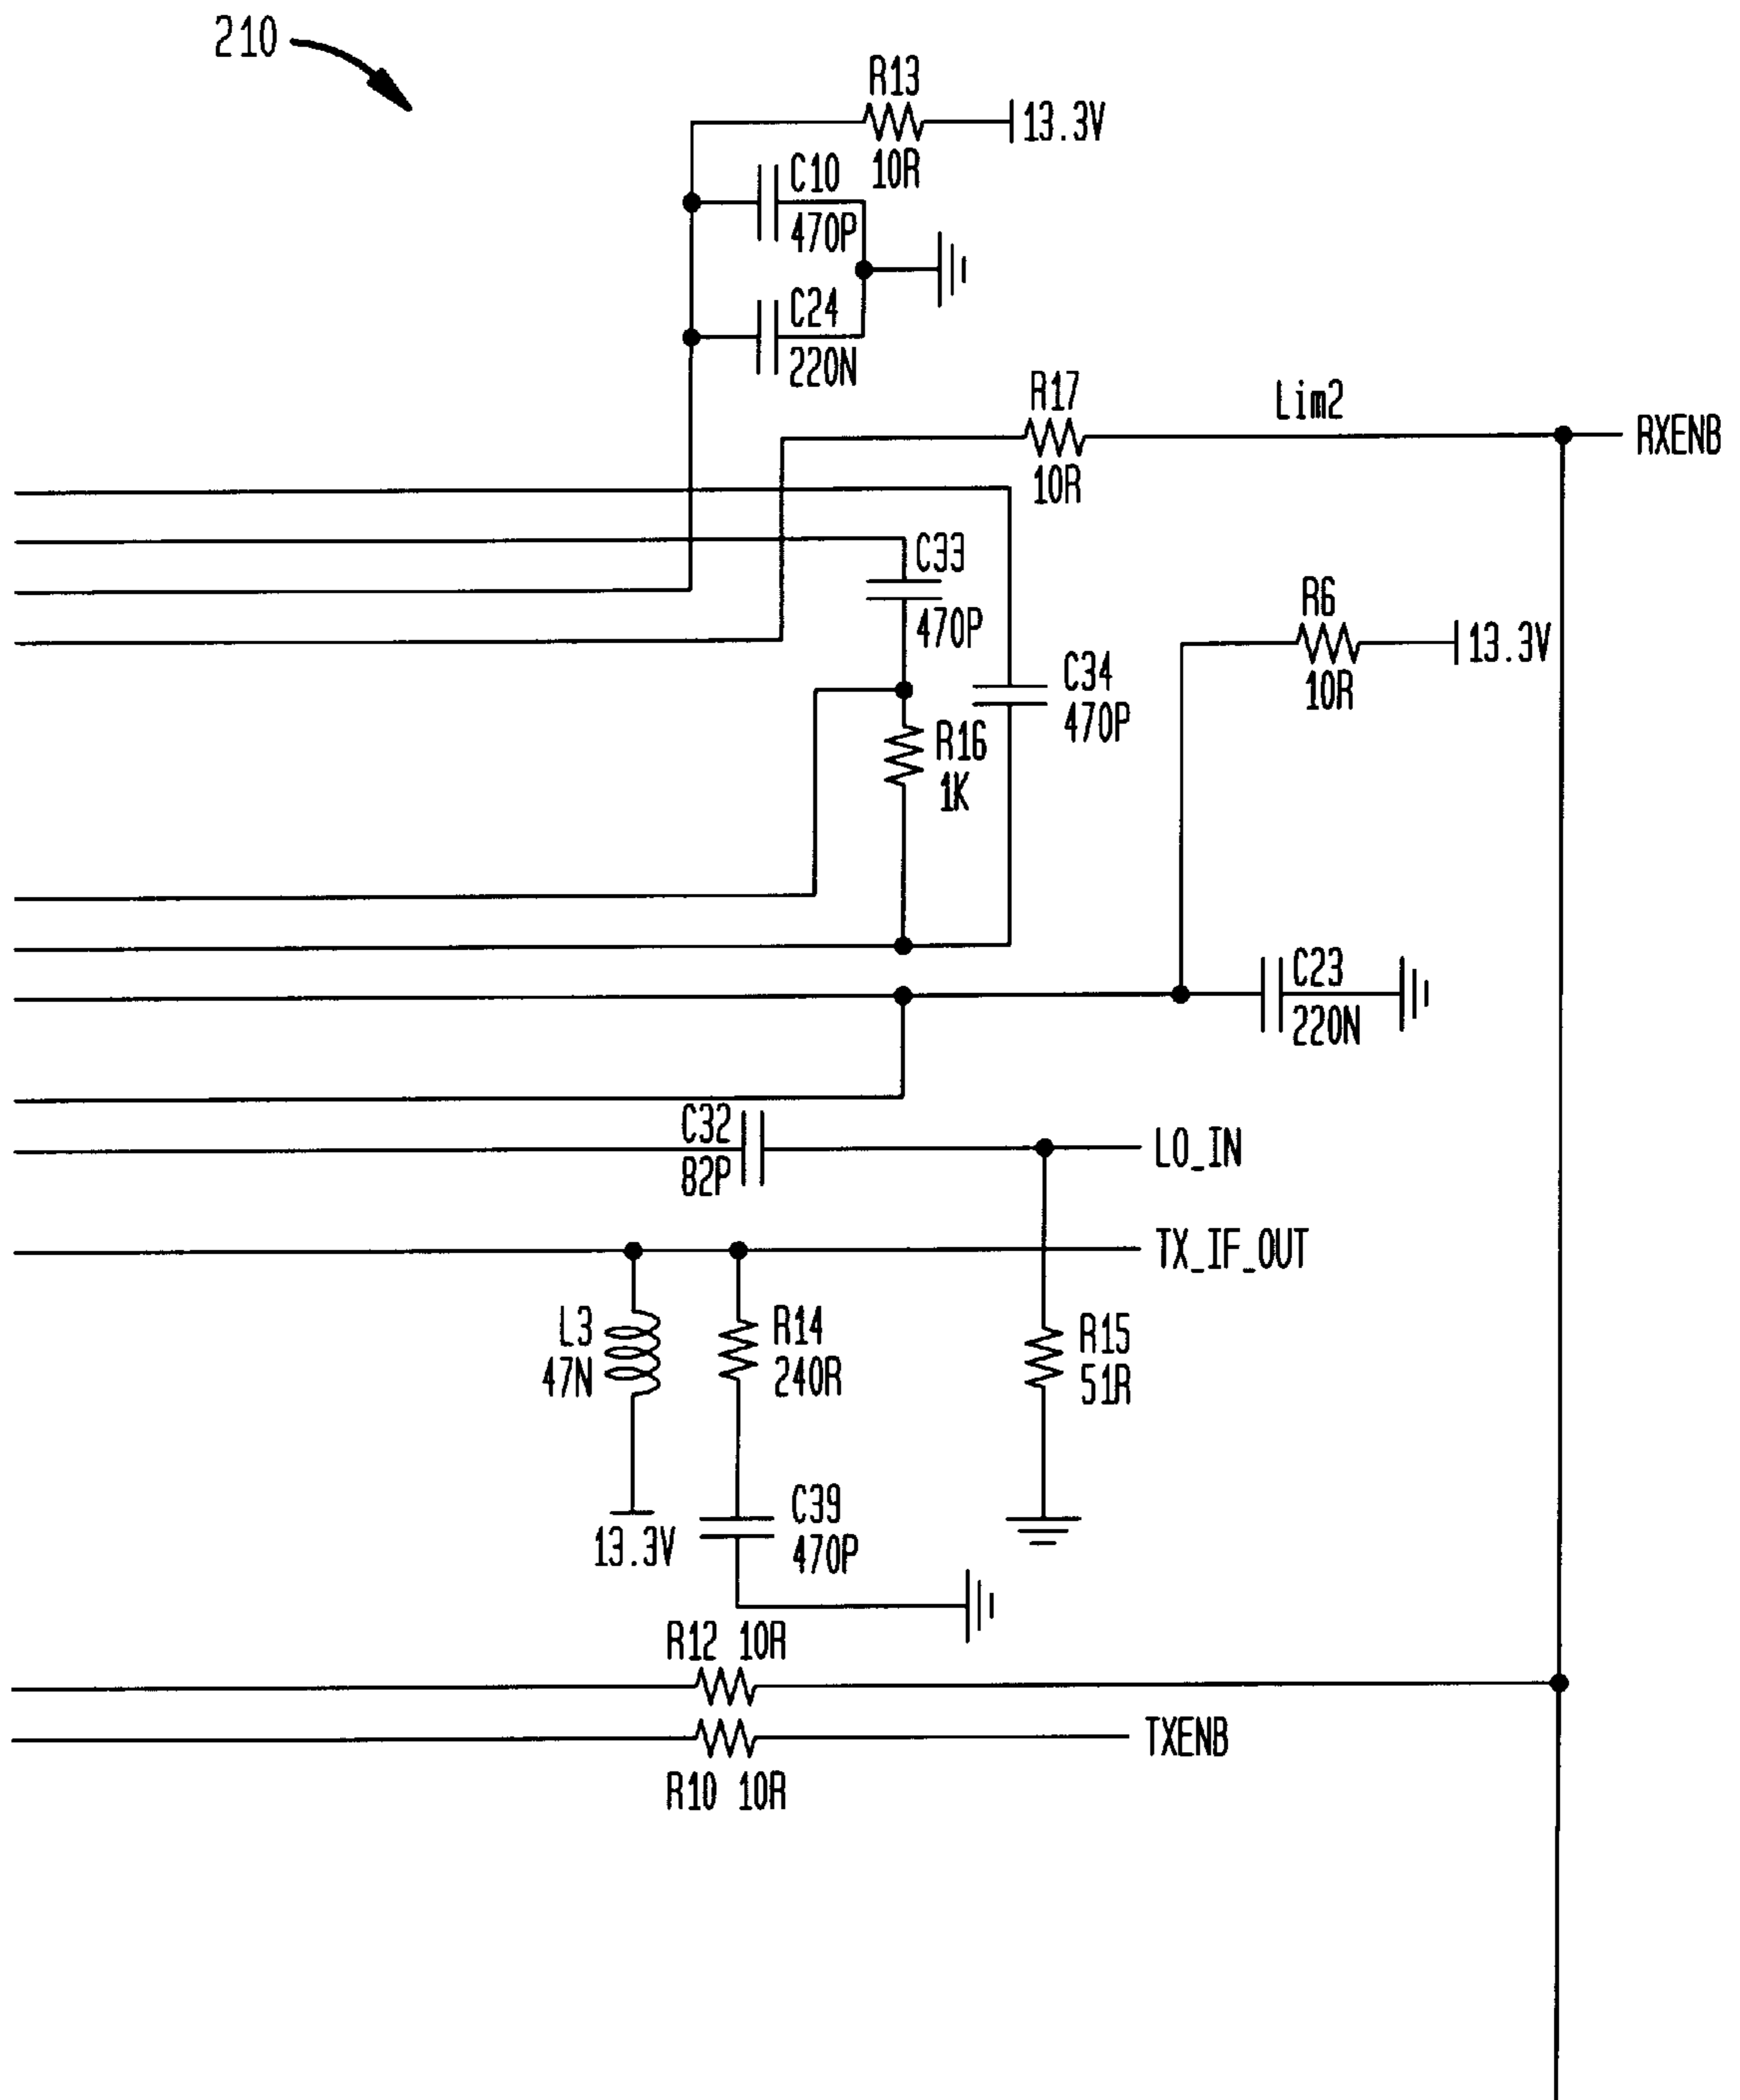 210
R13
13.3V
10R
C10
470P
C24
220N
R17
10R
Lim2
RXENB
C33
470P
R6
13.3V
10R
C34
470P
R16
1K
C23
220N
C32
82P
LO_IN
TX_IF_OUT
L3
47N
R14
240R
R15
51R
13.3V
C39
470P
R12 10R
TXENB
R10 10R